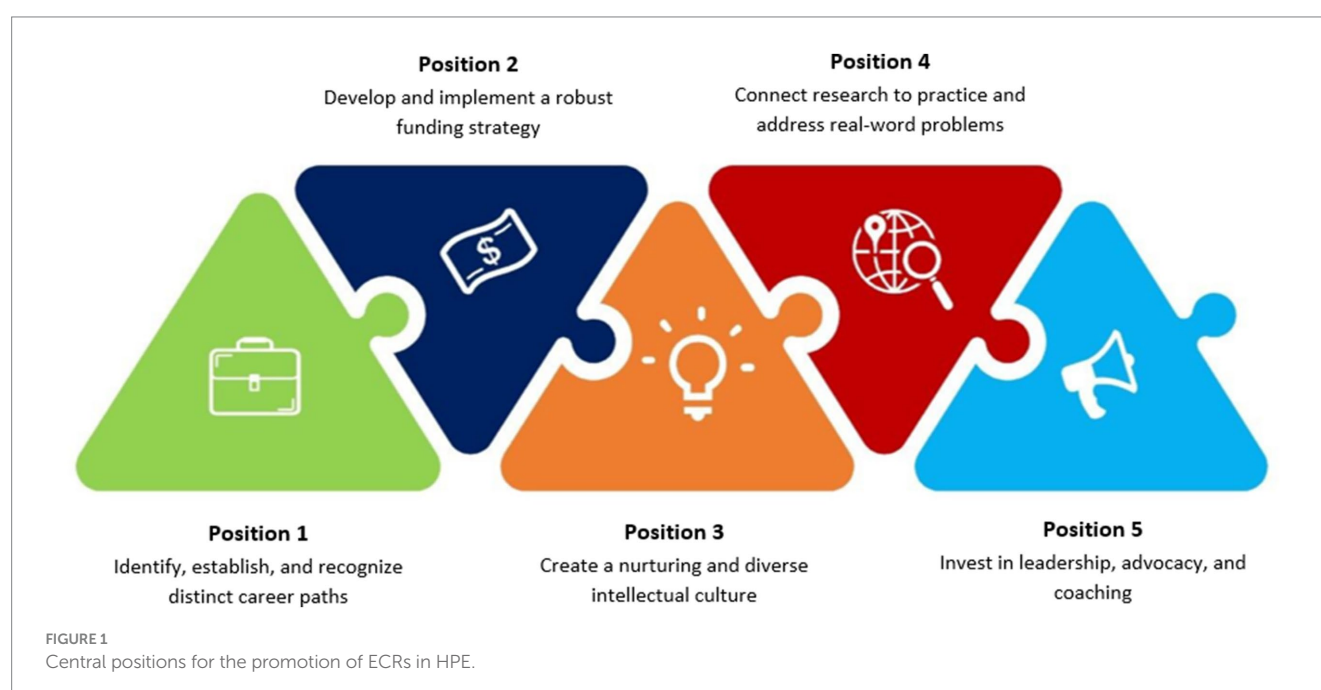 Position 2
Develop and implement a robust
funding strategy
Position 4
Connect research to practice and
address real-word problems
$
Position 1
Identify, establish, and recognize
distinct career paths
Position 3
Create a nurturing and diverse
intellectual culture
Position 5
Invest in leadership, advocacy, and
coaching
FIGURE 1
Central positions for the promotion of ECRs in HPE.